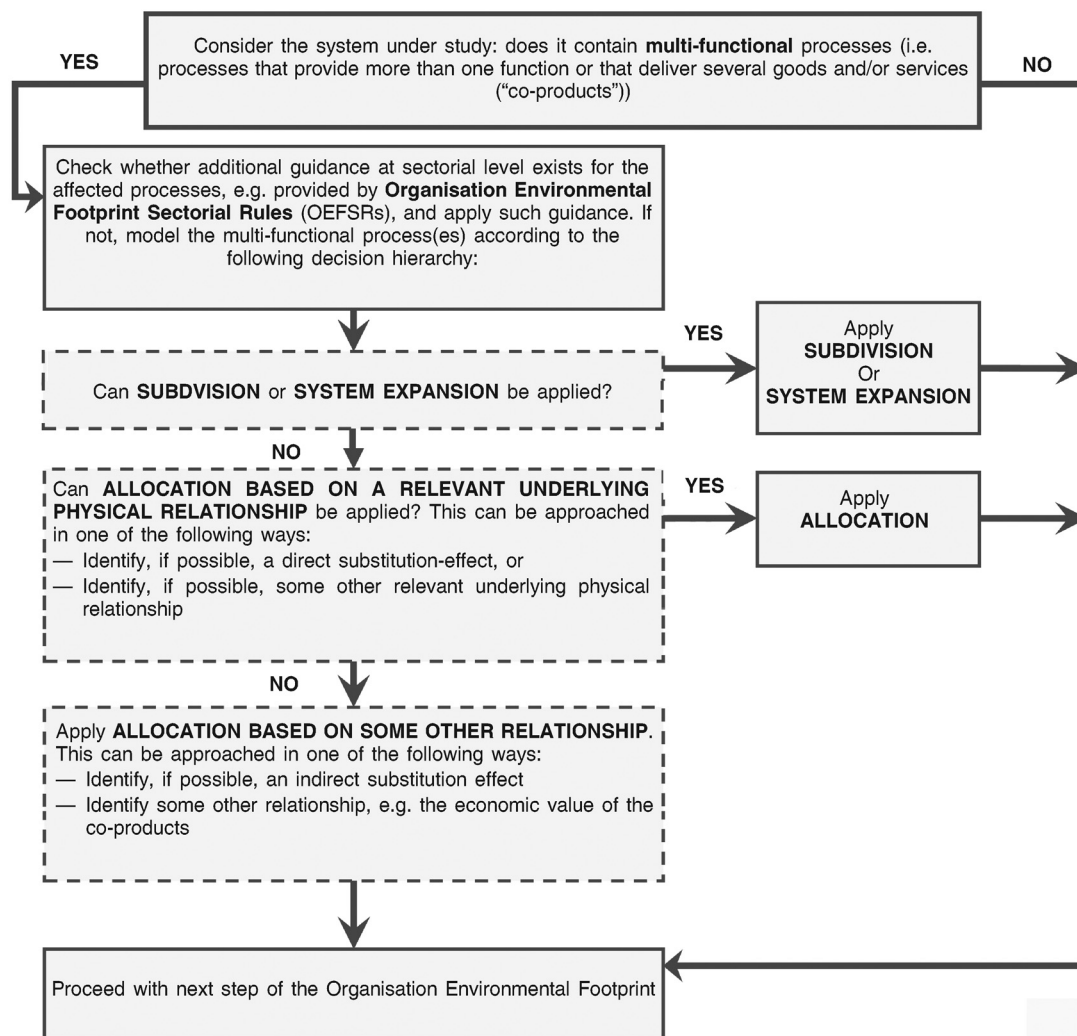 YES
Consider the system under study: does it contain multi-functional processes (i.e.
processes that provide more than one function or that deliver several goods and/or services
(“co-products”))
NO
Check whether additional guidance at sectorial level exists for the
affected processes, e.g. provided by Organisation Environmental
Footprint Sectorial Rules (OEFSRs), and apply such guidance. If
not, model the multi-functional process(es) according to the
following decision hierarchy:
Can SUBDVISION or SYSTEM EXPANSION be applied?
YES
Apply
SUBDIVISION
Or
SYSTEM EXPANSION
NO
Can ALLOCATION BASED ON A RELEVANT UNDERLYING
PHYSICAL RELATIONSHIP be applied? This can be approached
in one of the following ways:
— Identify, if possible, a direct substitution-effect, or
— Identify, if possible, some other relevant underlying physical
relationship
YES
Apply
ALLOCATION
NO
Apply ALLOCATION BASED ON SOME OTHER RELATIONSHIP.
This can be approached in one of the following ways:
— Identify, if possible, an indirect substitution effect
— Identify some other relationship, e.g. the economic value of the
co-products
Proceed with next step of the Organisation Environmental Footprint